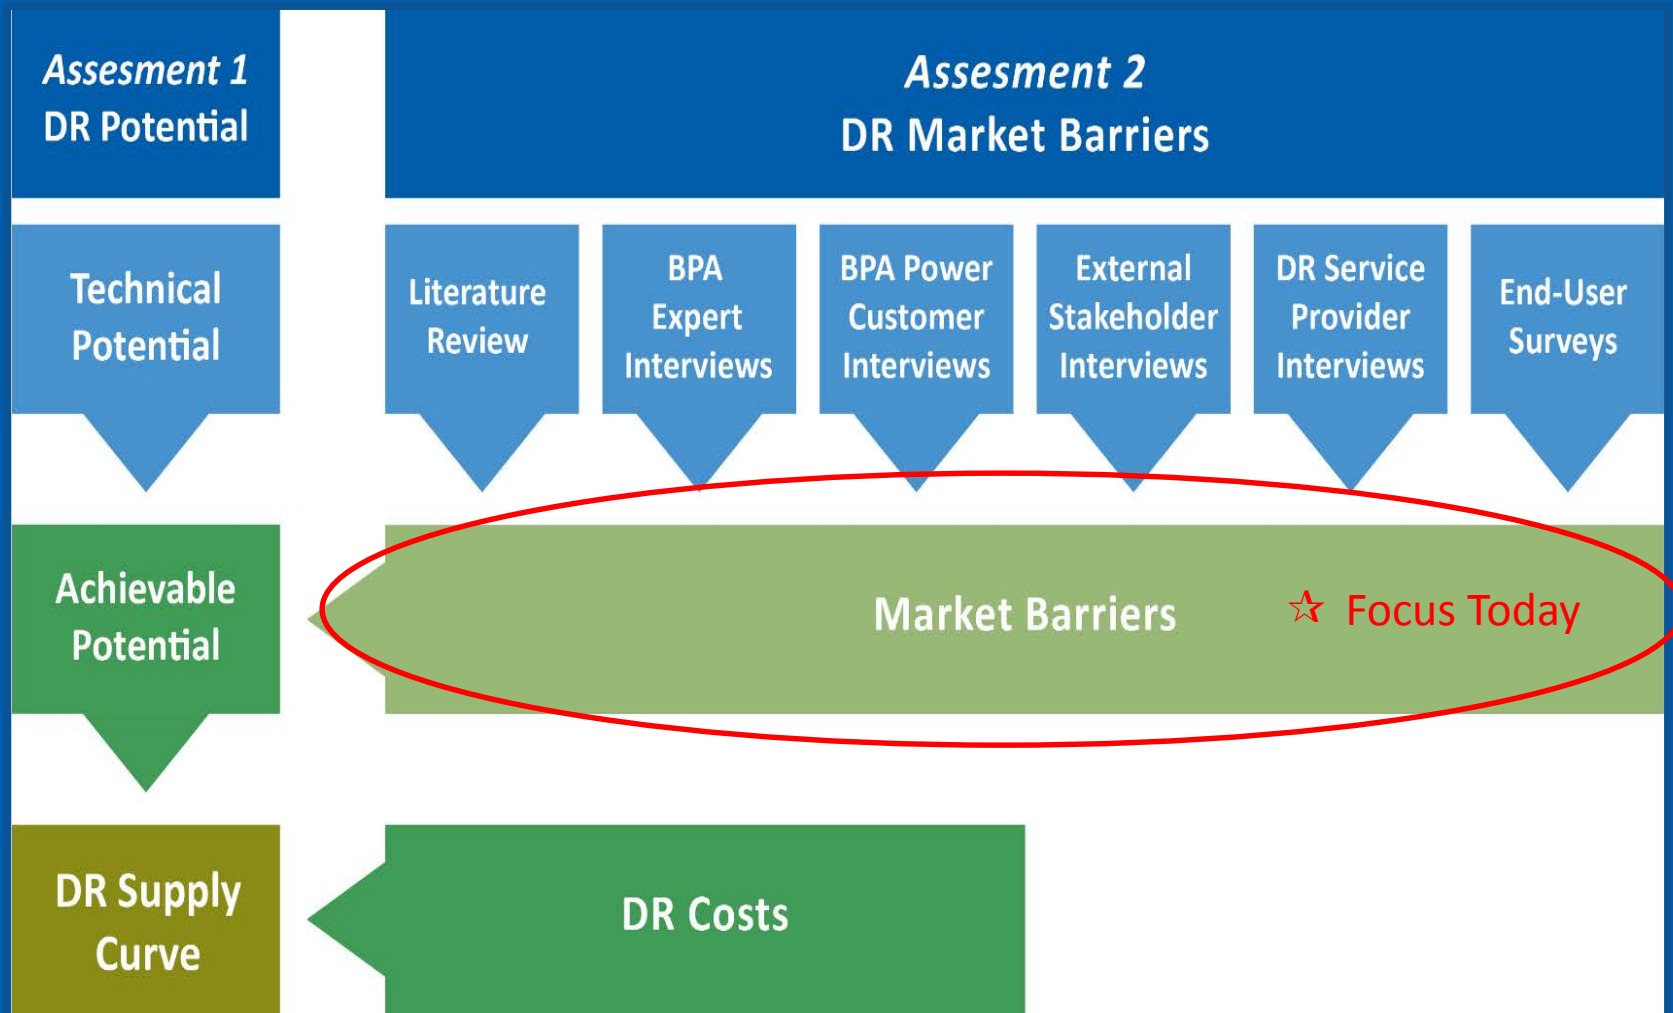 Assesment 1
DR Potential
Assesment 2
DR Market Barriers
Technical
Potential
Literature
Review
BPA
Expert
Interviews
BPA Power
Customer
Interviews
External
Stakeholder
Interviews
DR Service
Provider
Interviews
End-User
Surveys
Achievable
Potential
Market Barriers
☆ Focus Today
DR Supply
Curve
DR Costs